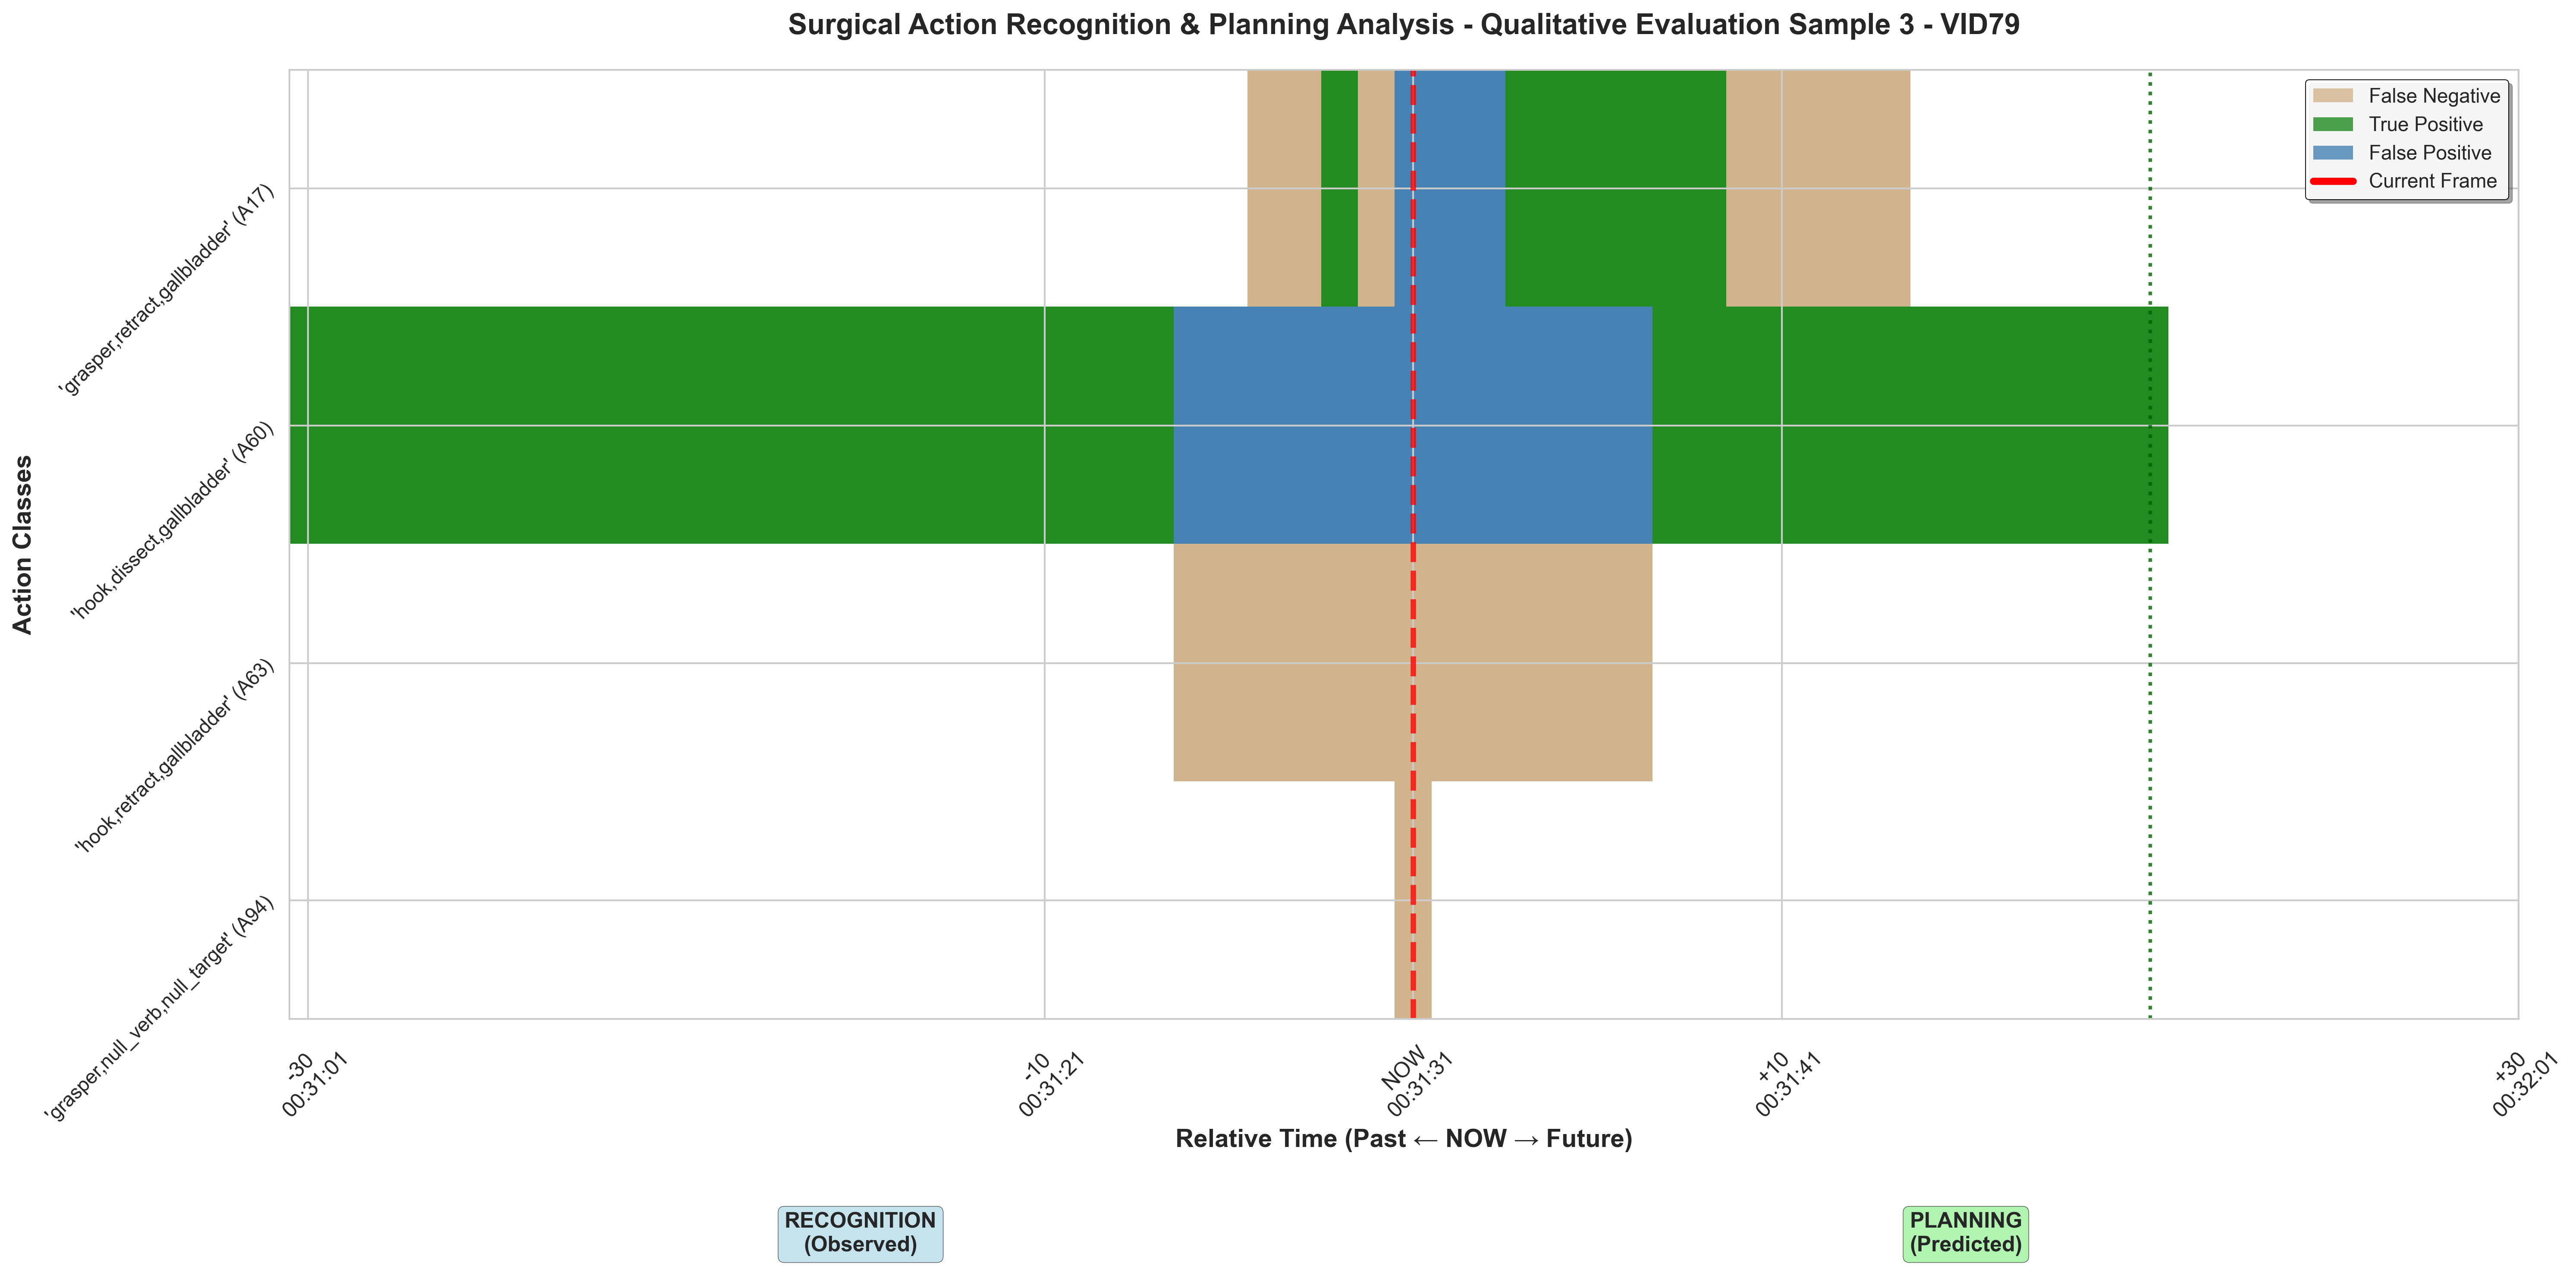 Surgical Action Recognition & Planning Analysis - Qualitative Evaluation Sample 3 - VID79
False Negative
True Positive
False Positive
Current Frame
Action Classes
'grasper,retract,gallbladder' (A17)
'hook,dissect,gallbladder' (A60)
'hook,retract,gallbladder' (A63)
'grasper,null_verb,null_target' (A94)
-30
00:31:01
-10
00:31:21
NOW
00:31:31
+10
00:31:41
+30
00:32:01
Relative Time (Past ← NOW → Future)
RECOGNITION
(Observed)
PLANNING
(Predicted)